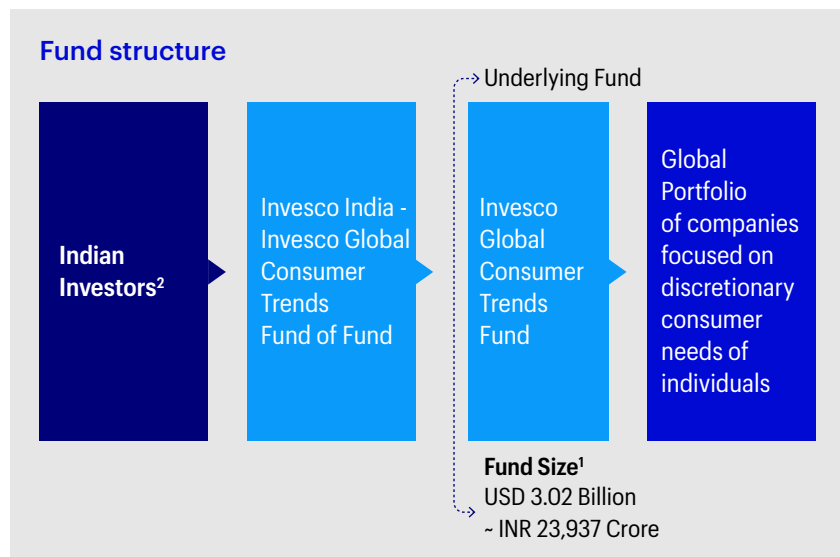 Fund structure
Underlying Fund
Indian
Investors²
Invesco India -
Invesco Global
Consumer
Trends
Fund of Fund
Invesco
Global
Consumer
Trends
Fund
Global
Portfolio
of companies
focused on
discretionary
consumer
needs of
individuals
Fund Size¹
USD 3.02 Billion
~ INR 23,937 Crore